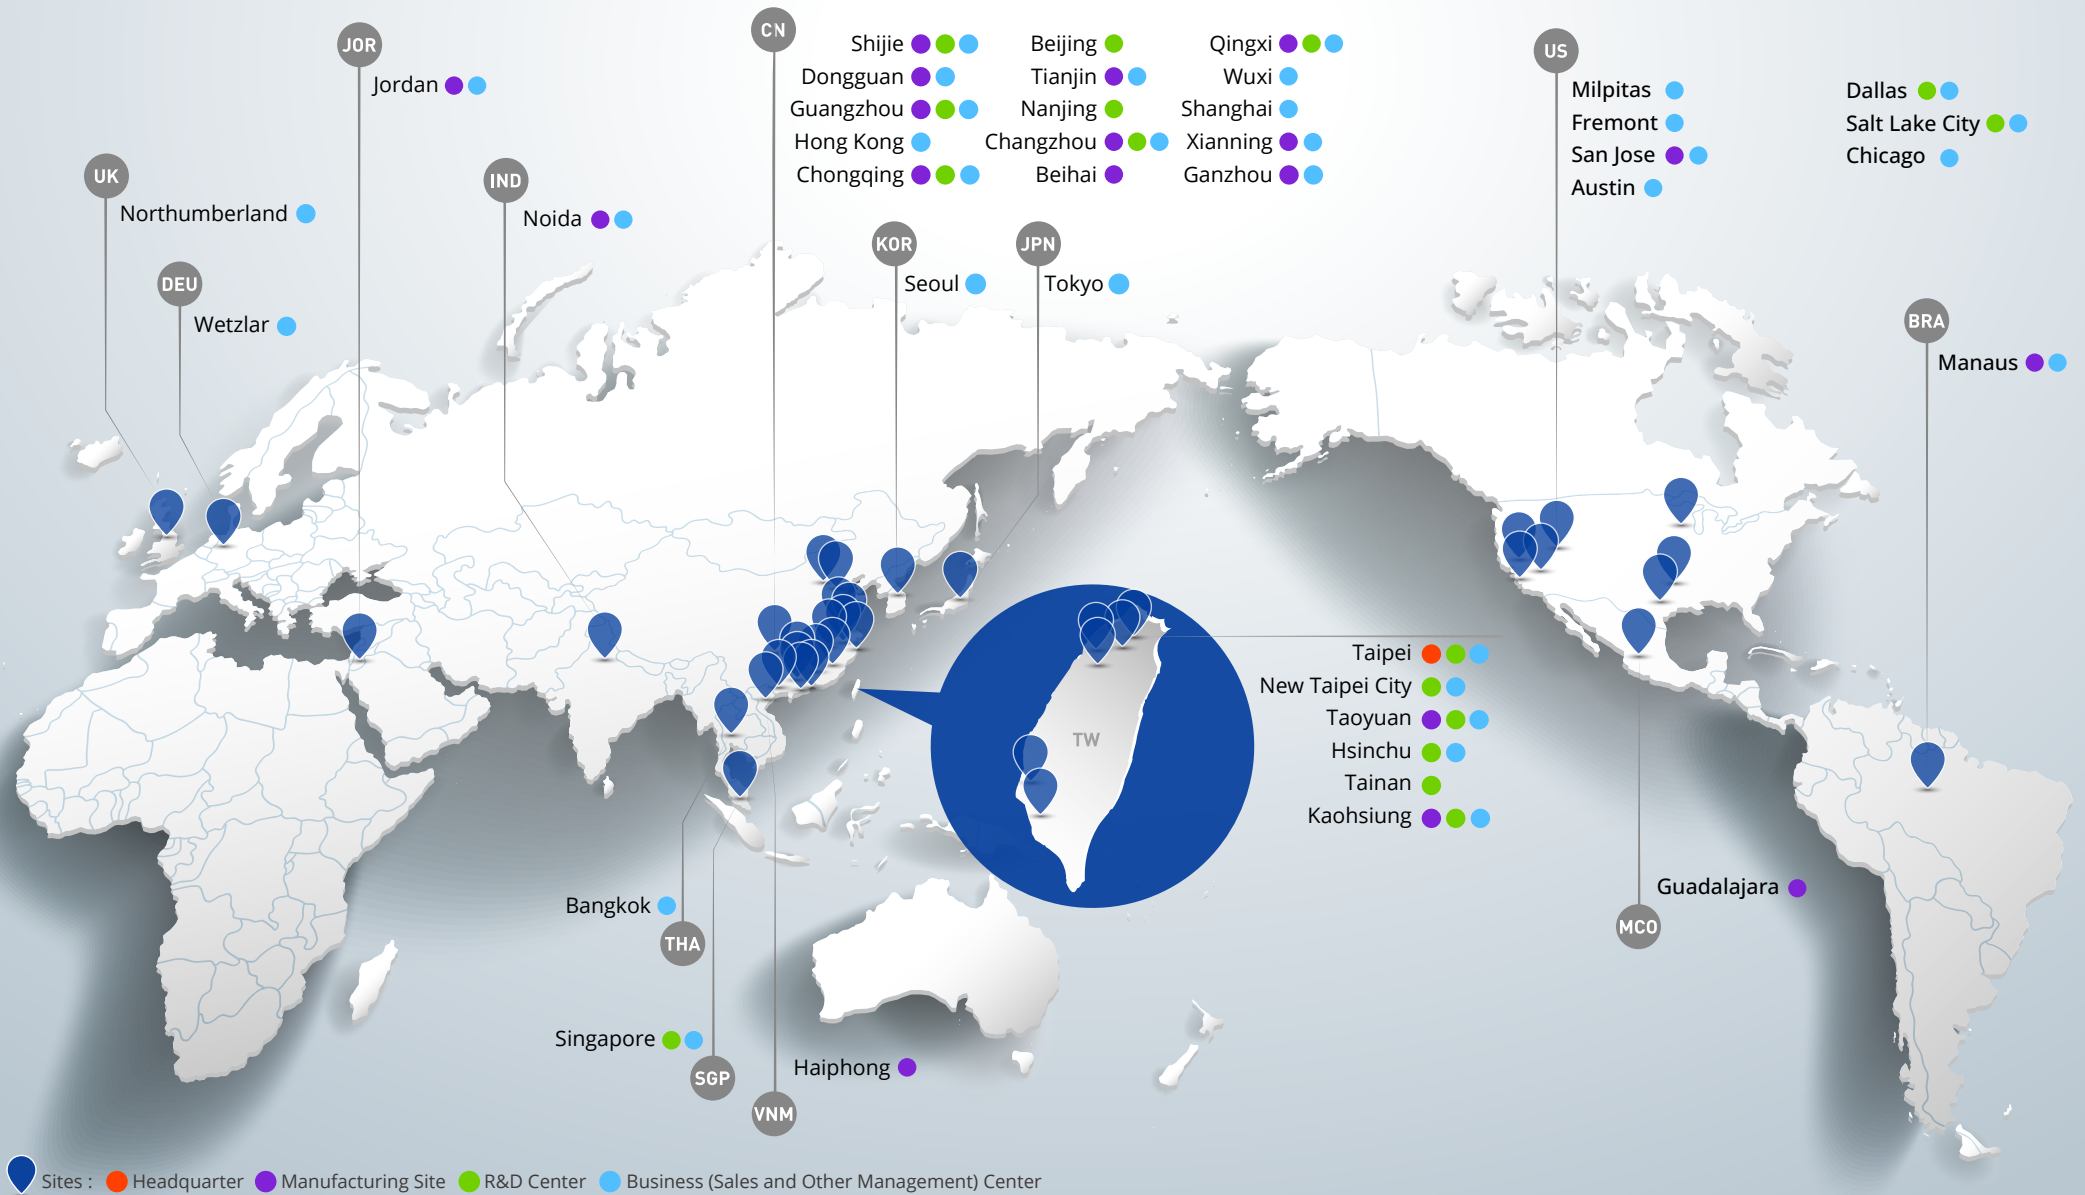 JOR
Jordan
CN
Shijie
Dongguan
Guangzhou
Hong Kong
Chongqing
Beijing
Tianjin
Nanjing
Changzhou
Beihai
Qingxi
Wuxi
Shanghai
Xianning
Ganzhou
US
Milpitas
Fremont
San Jose
Austin
Dallas
Salt Lake City
Chicago
UK
Northumberland
IND
Noida
DEU
Wetzlar
KOR
Seoul
JPN
Tokyo
BRA
Manaus
TW
Taipei
New Taipei City
Taoyuan
Hsinchu
Tainan
Kaohsiung
Guadalajara
MCO
Bangkok
THA
Singapore
SGP
Haiphong
VNM
Sites : Headquarter Manufacturing Site R&D Center Business (Sales and Other Management) Center